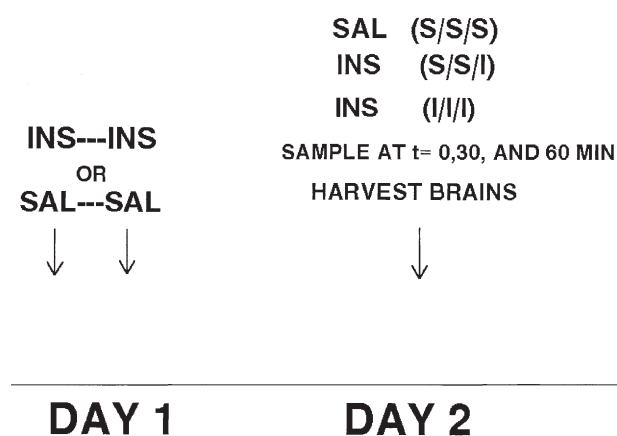 SAL (S/S/S)
INS (S/S/I)
INS (I/I/I)
INS---INS
OR
SAL---SAL
SAMPLE AT t= 0,30, AND 60 MIN
HARVEST BRAINS
DAY 1
DAY 2